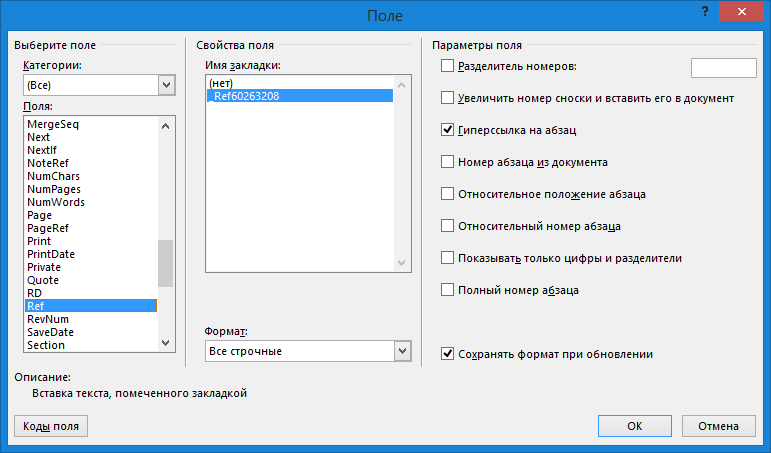 Поле
?
Выберите поле
Категории:
(Все)
Поля:
MergeSeq
Next
NextIf
NoteRef
NumChars
NumPages
NumWords
Page
PageRef
Print
PrintDate
Private
Quote
RD
Ref
RevNum
SaveDate
Section
Свойства поля
Имя закладки:
(нет)
_Ref60263208
Формат:
Все строчные
Параметры поля
Разделитель номеров:
Увеличить номер сноски и вставить его в документ
Гиперссылка на абзац
Номер абзаца из документа
Относительное положение абзаца
Относительный номер абзаца
Показывать только цифры и разделители
Полный номер абзаца
Сохранять формат при обновлении
Описание:
Вставка текста, помеченного закладкой
Коды поля
ОК
Отмена